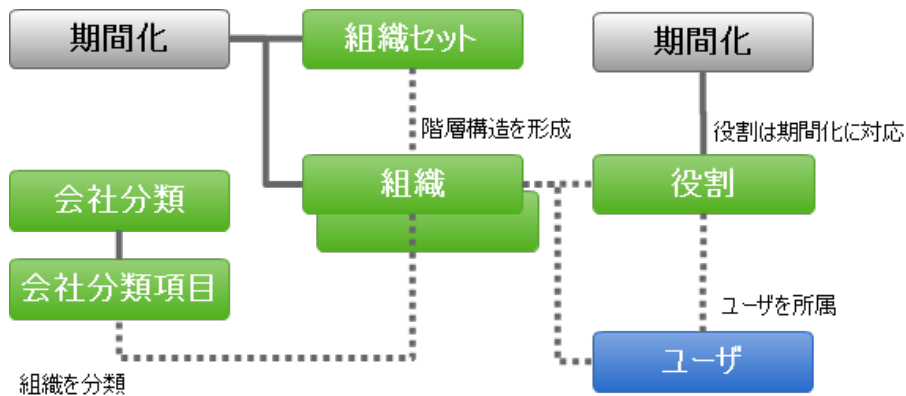 期間化
組織セット
期間化
階層構造を形成
役割は期間化に対応
組織
役割
会社分類
会社分類項目
ユーザを所属
ユーザ
組織を分類